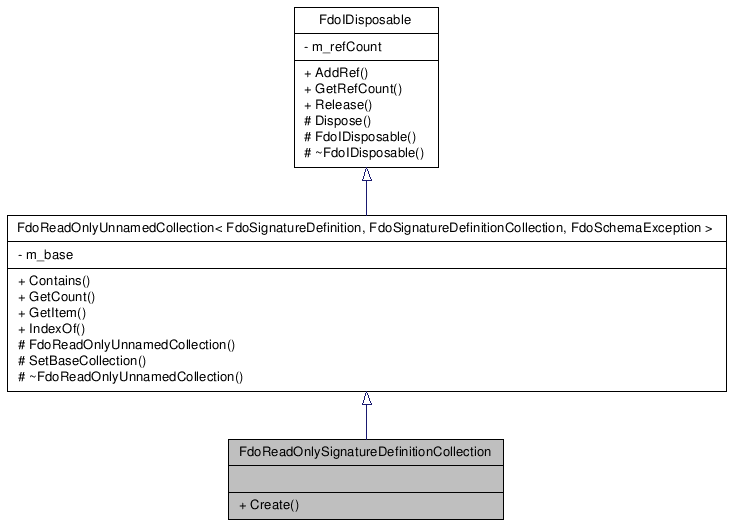 FdoIDisposable
- m_refCount
+ AddRef()
+ GetRefCount()
+ Release()
# Dispose()
# FdoIDisposable()
# ~FdoIDisposable()
FdoReadOnlyUnnamedCollection< FdoSignatureDefinition, FdoSignatureDefinitionCollection, FdoSchemaException >
- m_base
+ Contains()
+ GetCount()
+ GetItem()
+ IndexOf()
# FdoReadOnlyUnnamedCollection()
# SetBaseCollection()
# ~FdoReadOnlyUnnamedCollection()
FdoReadOnlySignatureDefinitionCollection
+ Create()